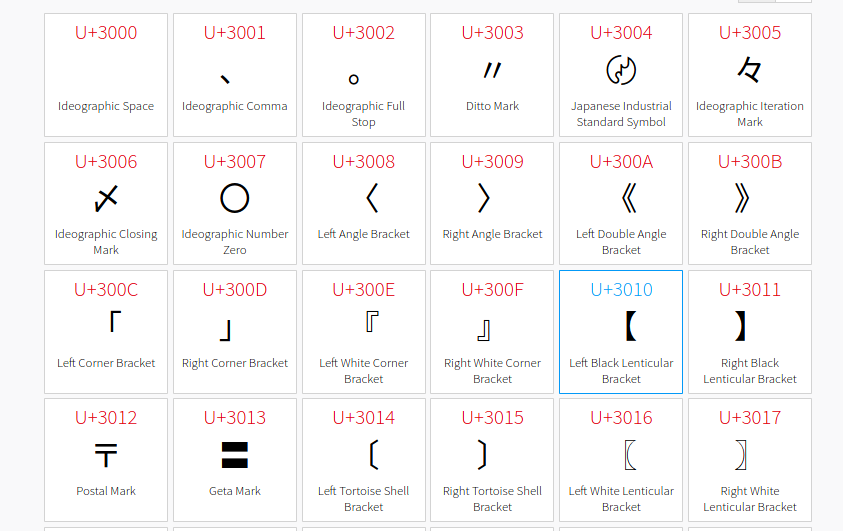 U+3000 U+3001 U+3002 U+3003 U+3004 U+3005
、 。 〃 〄 々
Ideographic Space Ideographic Comma Ideographic Full Stop Ditto Mark Japanese Industrial Standard Symbol Ideographic Iteration Mark
U+3006 U+3007 U+3008 U+3009 U+300A U+300B
〆 〇 〈 〉 《 》
Ideographic Closing Mark Ideographic Number Zero Left Angle Bracket Right Angle Bracket Left Double Angle Bracket Right Double Angle Bracket
U+300C U+300D U+300E U+300F U+3010 U+3011
「 」 『 』 【 】
Left Corner Bracket Right Corner Bracket Left White Corner Bracket Right White Corner Bracket Left Black Lenticular Bracket Right Black Lenticular Bracket
U+3012 U+3013 U+3014 U+3015 U+3016 U+3017
〒 〓 〔 〕 〖 〗
Postal Mark Geta Mark Left Tortoise Shell Bracket Right Tortoise Shell Bracket Left White Lenticular Bracket Right White Lenticular Bracket